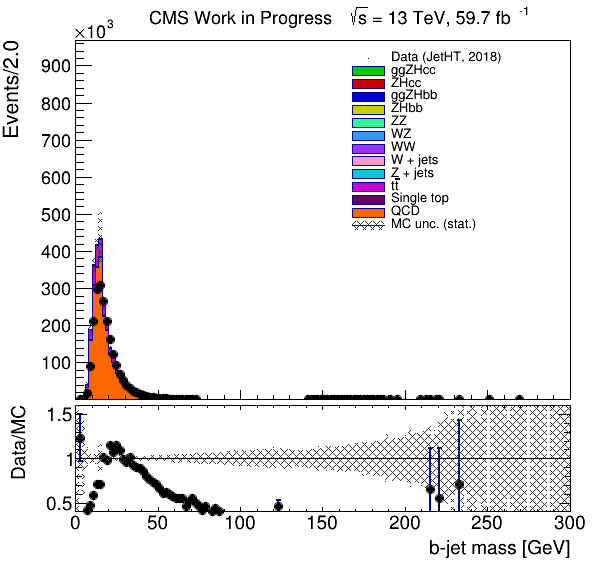 CMS Work in Progress √s = 13 TeV, 59.7 fb⁻¹
×10³
Events/2.0
900
800
700
600
500
400
300
200
100
Data (JetHT, 2018)
ggZHcc
ZHcc
ggZHbb
ZHbb
ZZ
WZ
WW
W + jets
Z + jets
tt̄
Single top
QCD
MC unc. (stat.)
Data/MC
1.5
1
0.5
0 50 100 150 200 250 300
b-jet mass [GeV]